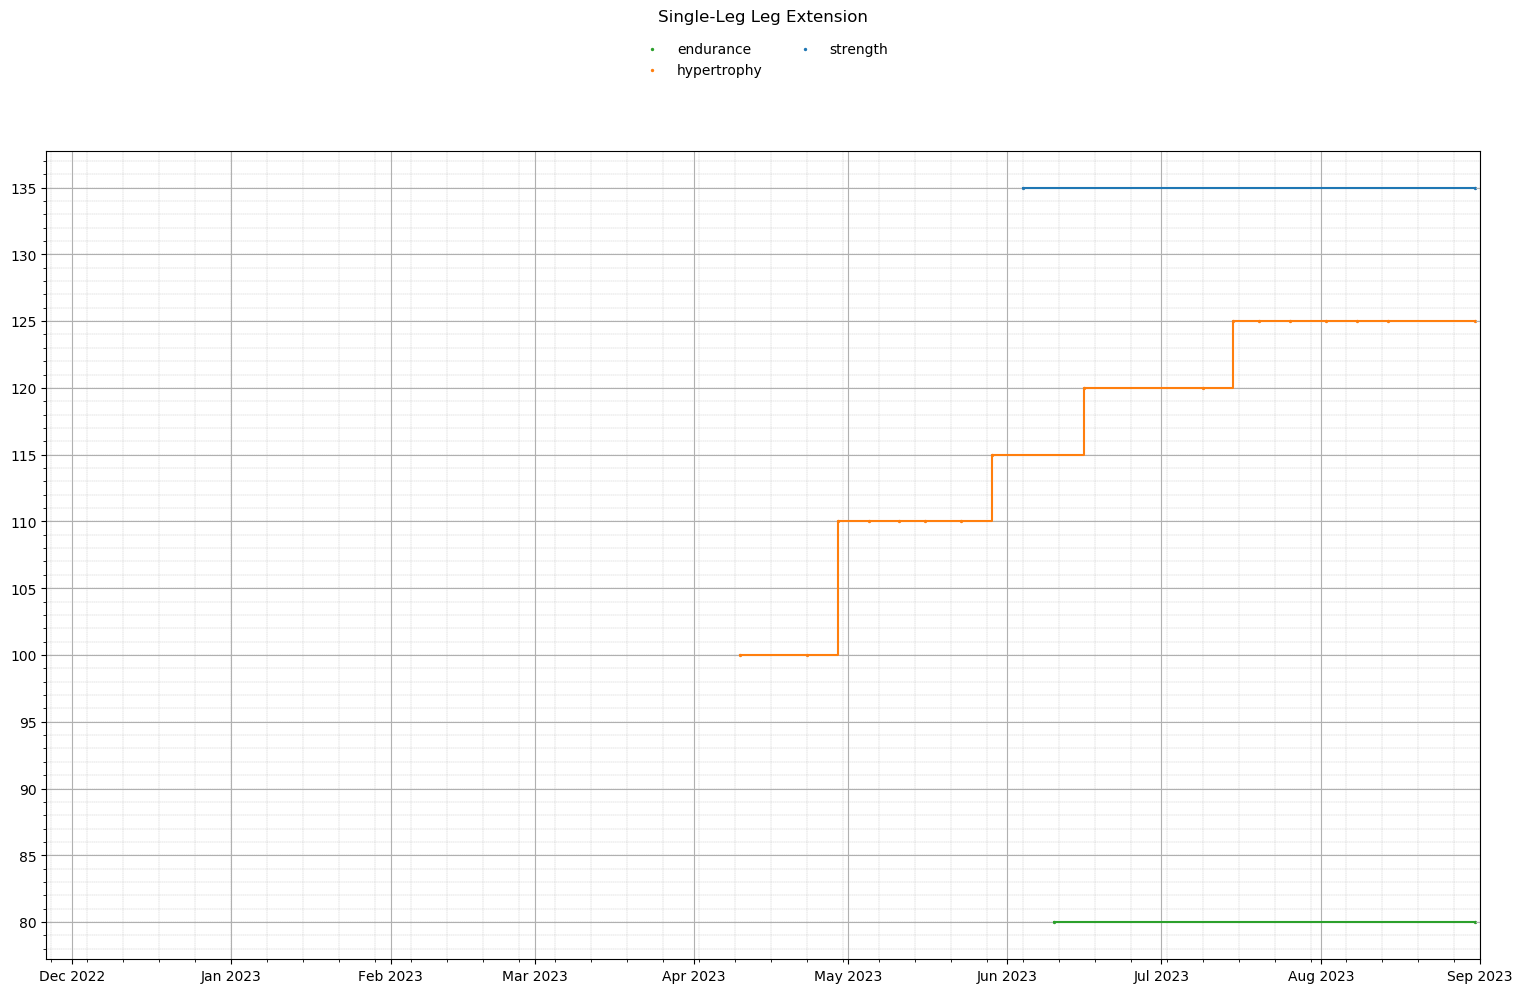 Single-Leg Leg Extension
endurance
hypertrophy
strength
135
130
125
120
115
110
105
100
95
90
85
80
Dec 2022 Jan 2023 Feb 2023 Mar 2023 Apr 2023 May 2023 Jun 2023 Jul 2023 Aug 2023 Sep 2023